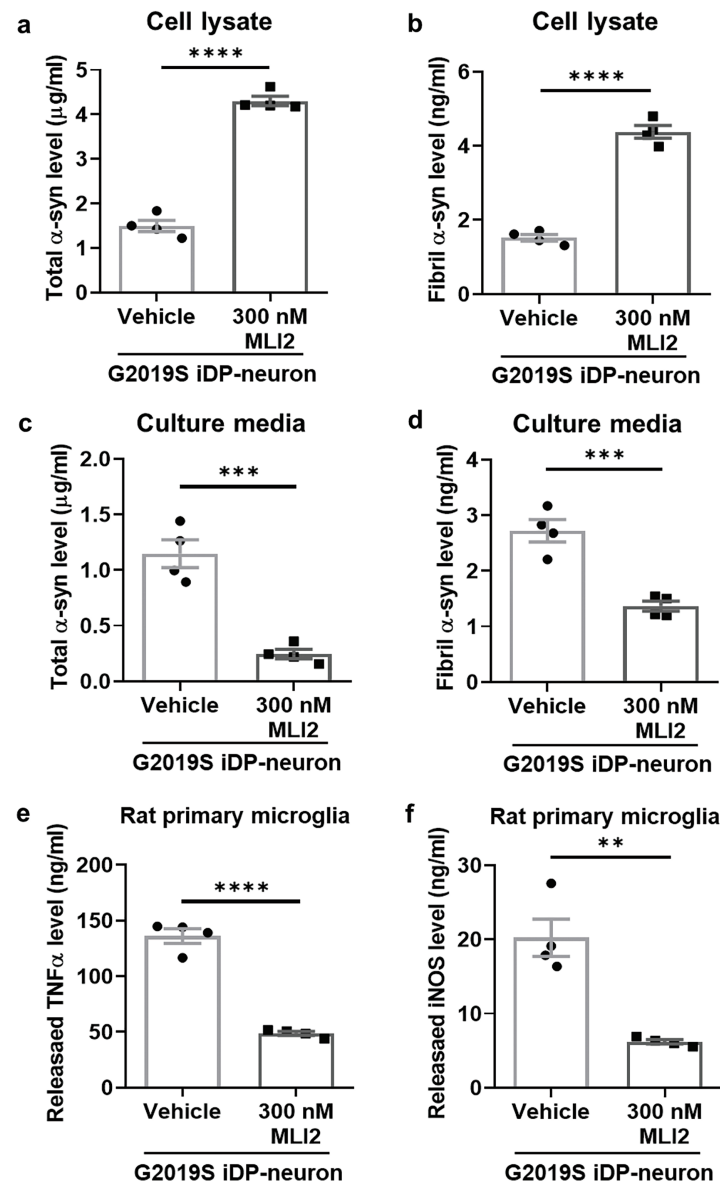 a
Cell lysate
Total α-syn level (μg/ml)
5
4
3
2
1
0
****
Vehicle
300 nM
MLI2
G2019S iDP-neuron
b
Cell lysate
Fibril α-syn level (ng/ml)
6
4
2
0
****
Vehicle
300 nM
MLI2
G2019S iDP-neuron
c
Culture media
Total α-syn level (μg/ml)
2.0
1.5
1.0
0.5
0.0
***
Vehicle
300 nM
MLI2
G2019S iDP-neuron
d
Culture media
Fibril α-syn level (ng/ml)
4
3
2
1
0
***
Vehicle
300 nM
MLI2
G2019S iDP-neuron
e
Rat primary microglia
Releasaed TNFα level (ng/ml)
200
150
100
50
0
****
Vehicle
300 nM
MLI2
G2019S iDP-neuron
f
Rat primary microglia
Releasaed iNOS level (ng/ml)
30
20
10
0
**
Vehicle
300 nM
MLI2
G2019S iDP-neuron